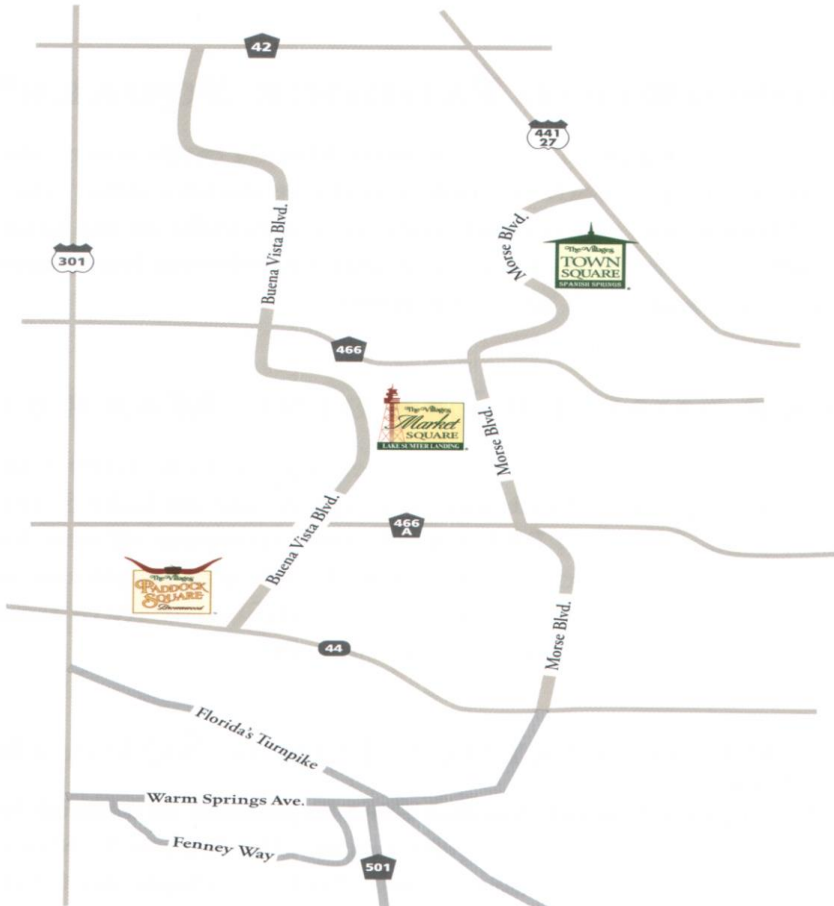 42
441
27
Morse Blvd.
Buena Vista Blvd.
301
The Villages
TOWN
SQUARE
SPANISH SPRINGS
466
The Villages
Market
SQUARE
LAKE SUMTER LANDING
Morse Blvd.
466
A
Buena Vista Blvd.
The Villages
PADDOCK
SQUARE
Brownwood
44
Morse Blvd.
Florida's Turnpike
Warm Springs Ave.
Fenney Way
501